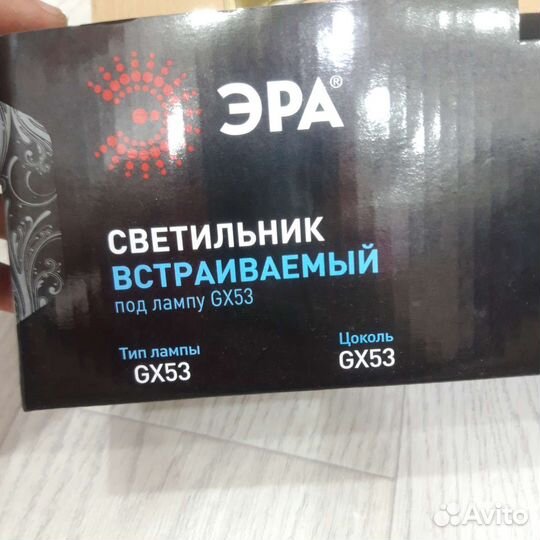 ЭРА®
СВЕТИЛЬНИК
ВСТРАИВАЕМЫЙ
под лампу GX53
Тип лампы
GX53
Цоколь
GX53
Avito